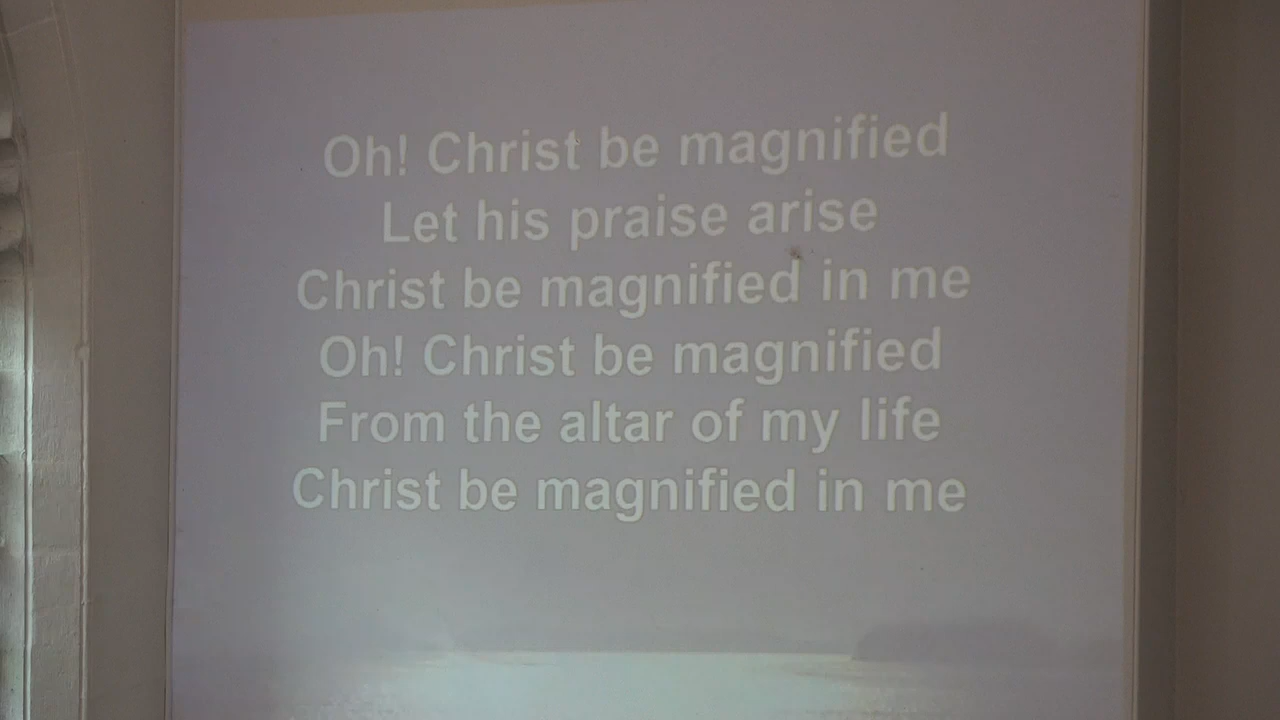 Oh! Christ be magnified
Let his praise arise
Christ be magnified in me
Oh! Christ be magnified
From the altar of my life
Christ be magnified in me